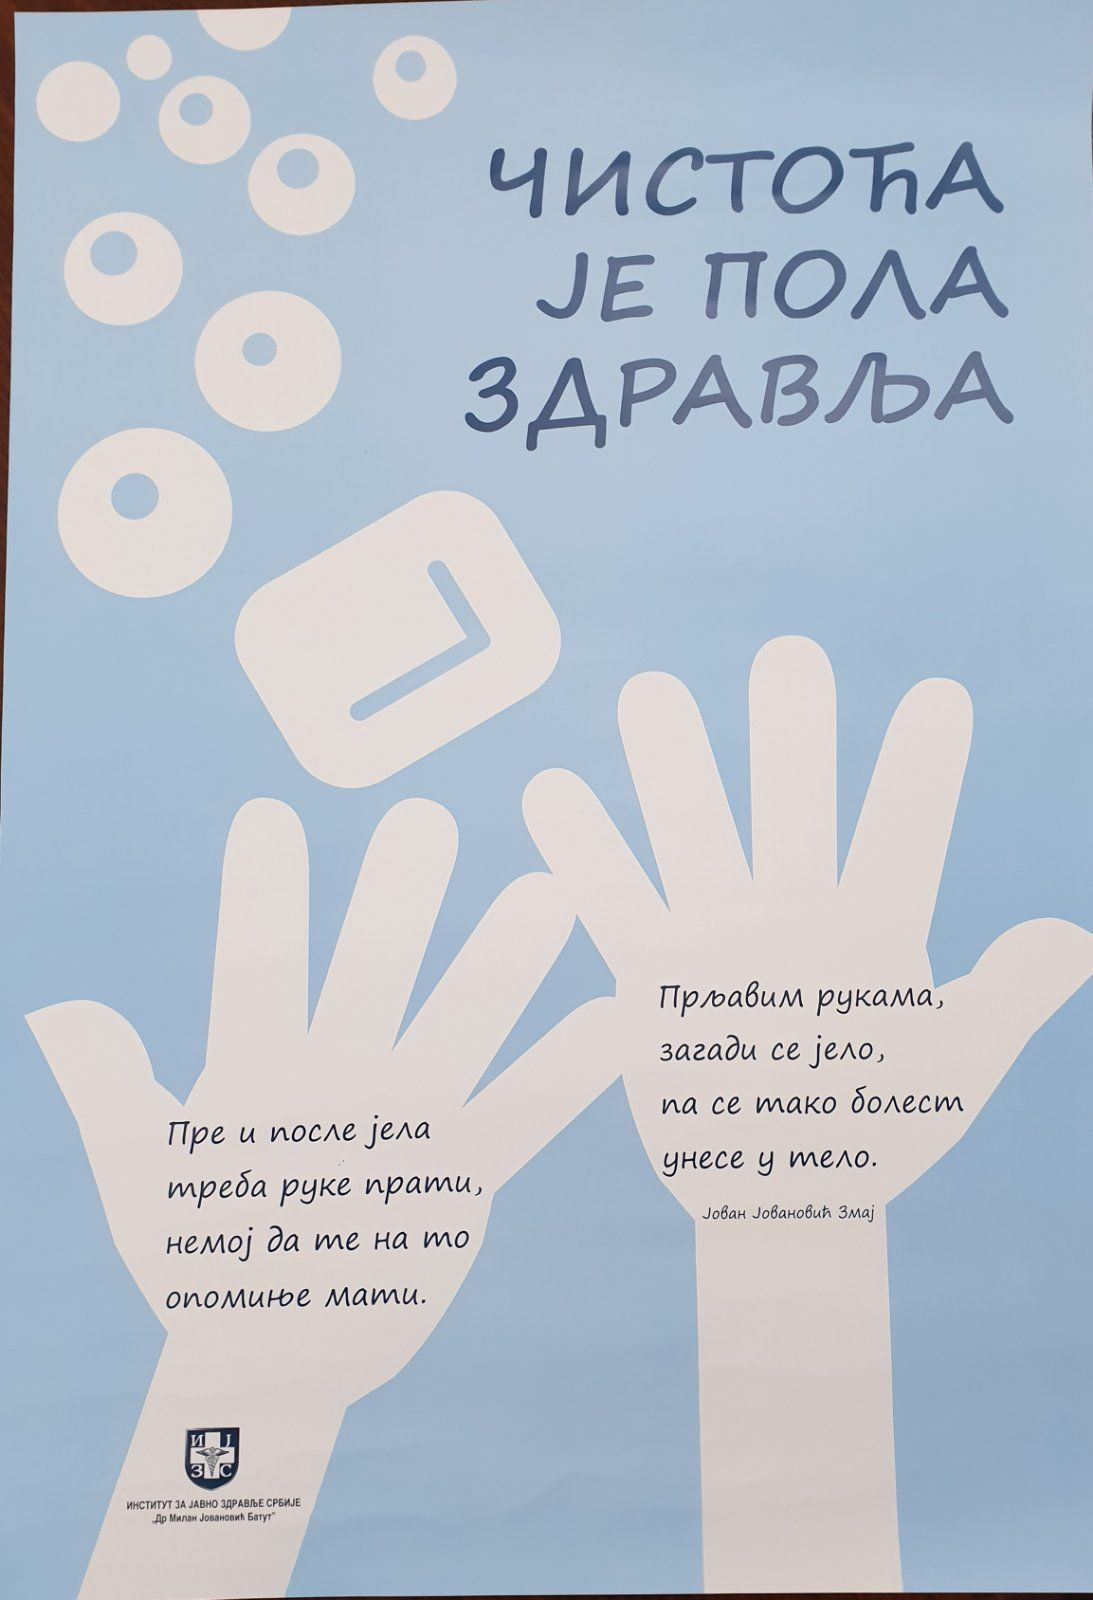 ЧИСТОЋА
ЈЕ ПОЛА
ЗДРАВЉА
Пре и после јела
треба руке прати,
немој да те на то
опомиње мати.
Прљавим рукама,
загади се јело,
па се тако болест
унесе у тело.
Јован Јовановић Змај
И Ј
З С
ИНСТИТУТ ЗА ЈАВНО ЗДРАВЉЕ СРБИЈЕ
„Др Милан Јовановић Батут“